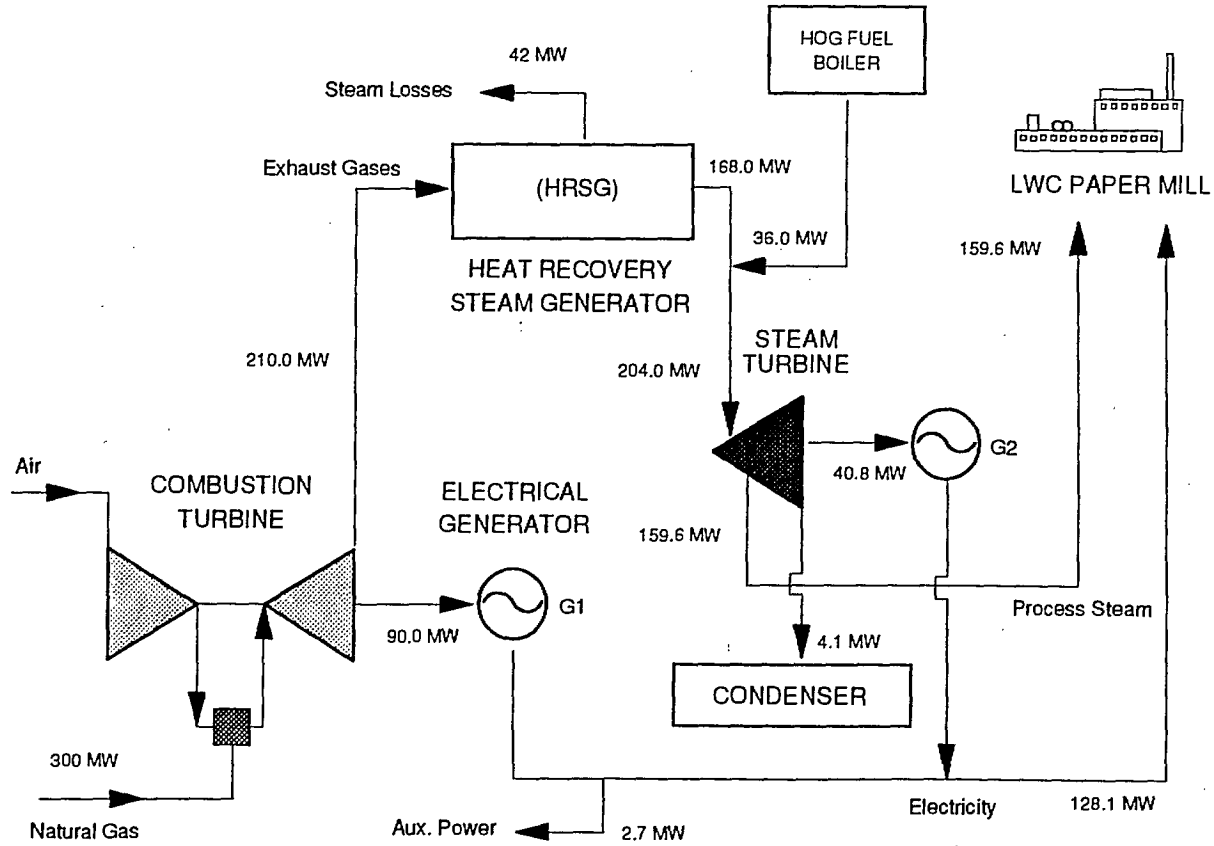 42 MW
Steam Losses
HOG FUEL
BOILER
Exhaust Gases
(HRSG)
168.0 MW
LWC PAPER MILL
36.0 MW
159.6 MW
HEAT RECOVERY
STEAM GENERATOR
210.0 MW
STEAM
TURBINE
204.0 MW
Air
COMBUSTION
TURBINE
ELECTRICAL
GENERATOR
G2
40.8 MW
159.6 MW
G1
90.0 MW
Process Steam
4.1 MW
CONDENSER
300 MW
Natural Gas
Electricity
128.1 MW
Aux. Power
2.7 MW